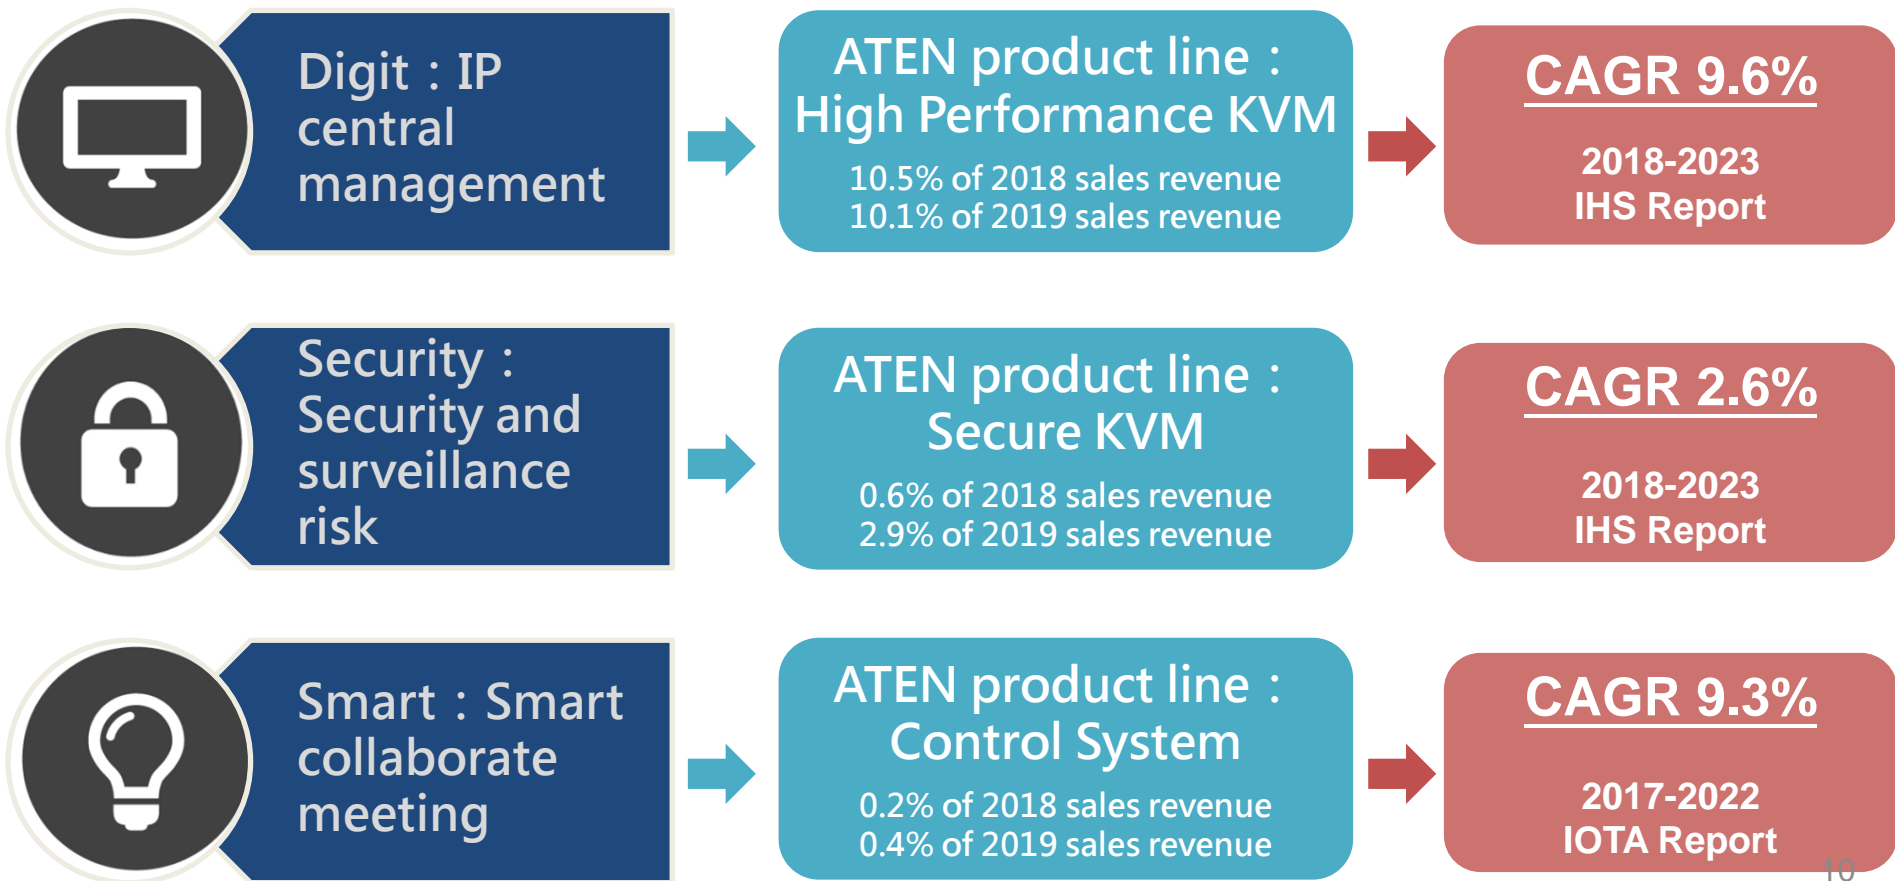 Digit：IP
central
management
ATEN product line：
High Performance KVM
10.5% of 2018 sales revenue
10.1% of 2019 sales revenue
CAGR 9.6%
2018-2023
IHS Report
Security：
Security and
surveillance
risk
ATEN product line：
Secure KVM
0.6% of 2018 sales revenue
2.9% of 2019 sales revenue
CAGR 2.6%
2018-2023
IHS Report
Smart：Smart
collaborate
meeting
ATEN product line：
Control System
0.2% of 2018 sales revenue
0.4% of 2019 sales revenue
CAGR 9.3%
2017-2022
IOTA Report
10